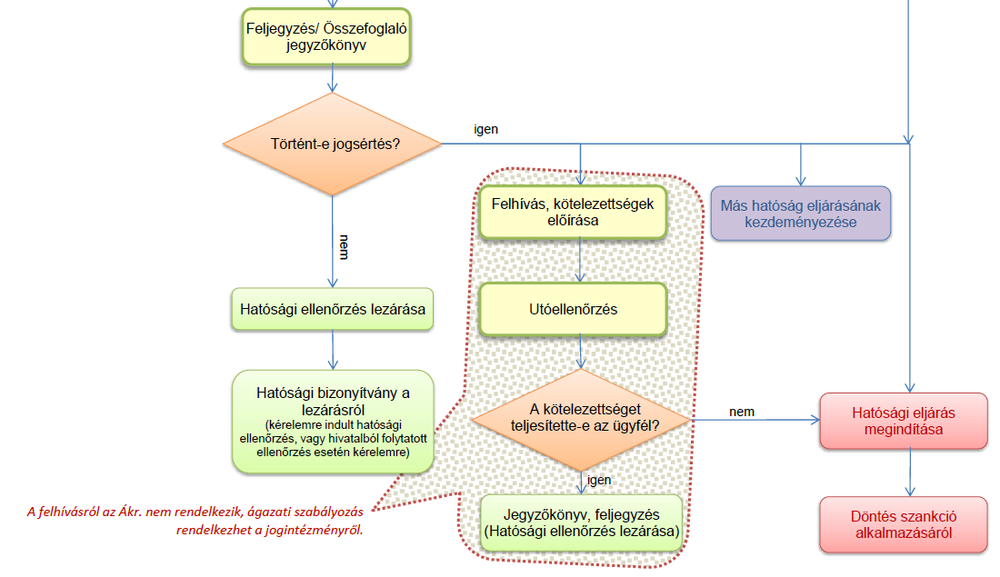 Feljegyzés/ Összefoglaló
jegyzőkönyv
Történt-e jogsértés?
igen
nem
Felhívás, kötelezettségek
előírása
Más hatóság eljárásának
kezdeményezése
Hatósági ellenőrzés lezárása
Utóellenőrzés
Hatósági bizonyítvány a
lezárásról
(kérelemre indult hatósági
ellenőrzés, vagy hivatalból folytatott
ellenőrzés esetén kérelemre)
A kötelezettséget
teljesítette-e az ügyfél?
nem
igen
Hatósági eljárás
megindítása
Jegyzőkönyv, feljegyzés
(Hatósági ellenőrzés lezárása)
Döntés szankció
alkalmazásáról
A felhívásról az Ákr. nem rendelkezik, ágazati szabályozás
rendelkezhet a jogintézményről.